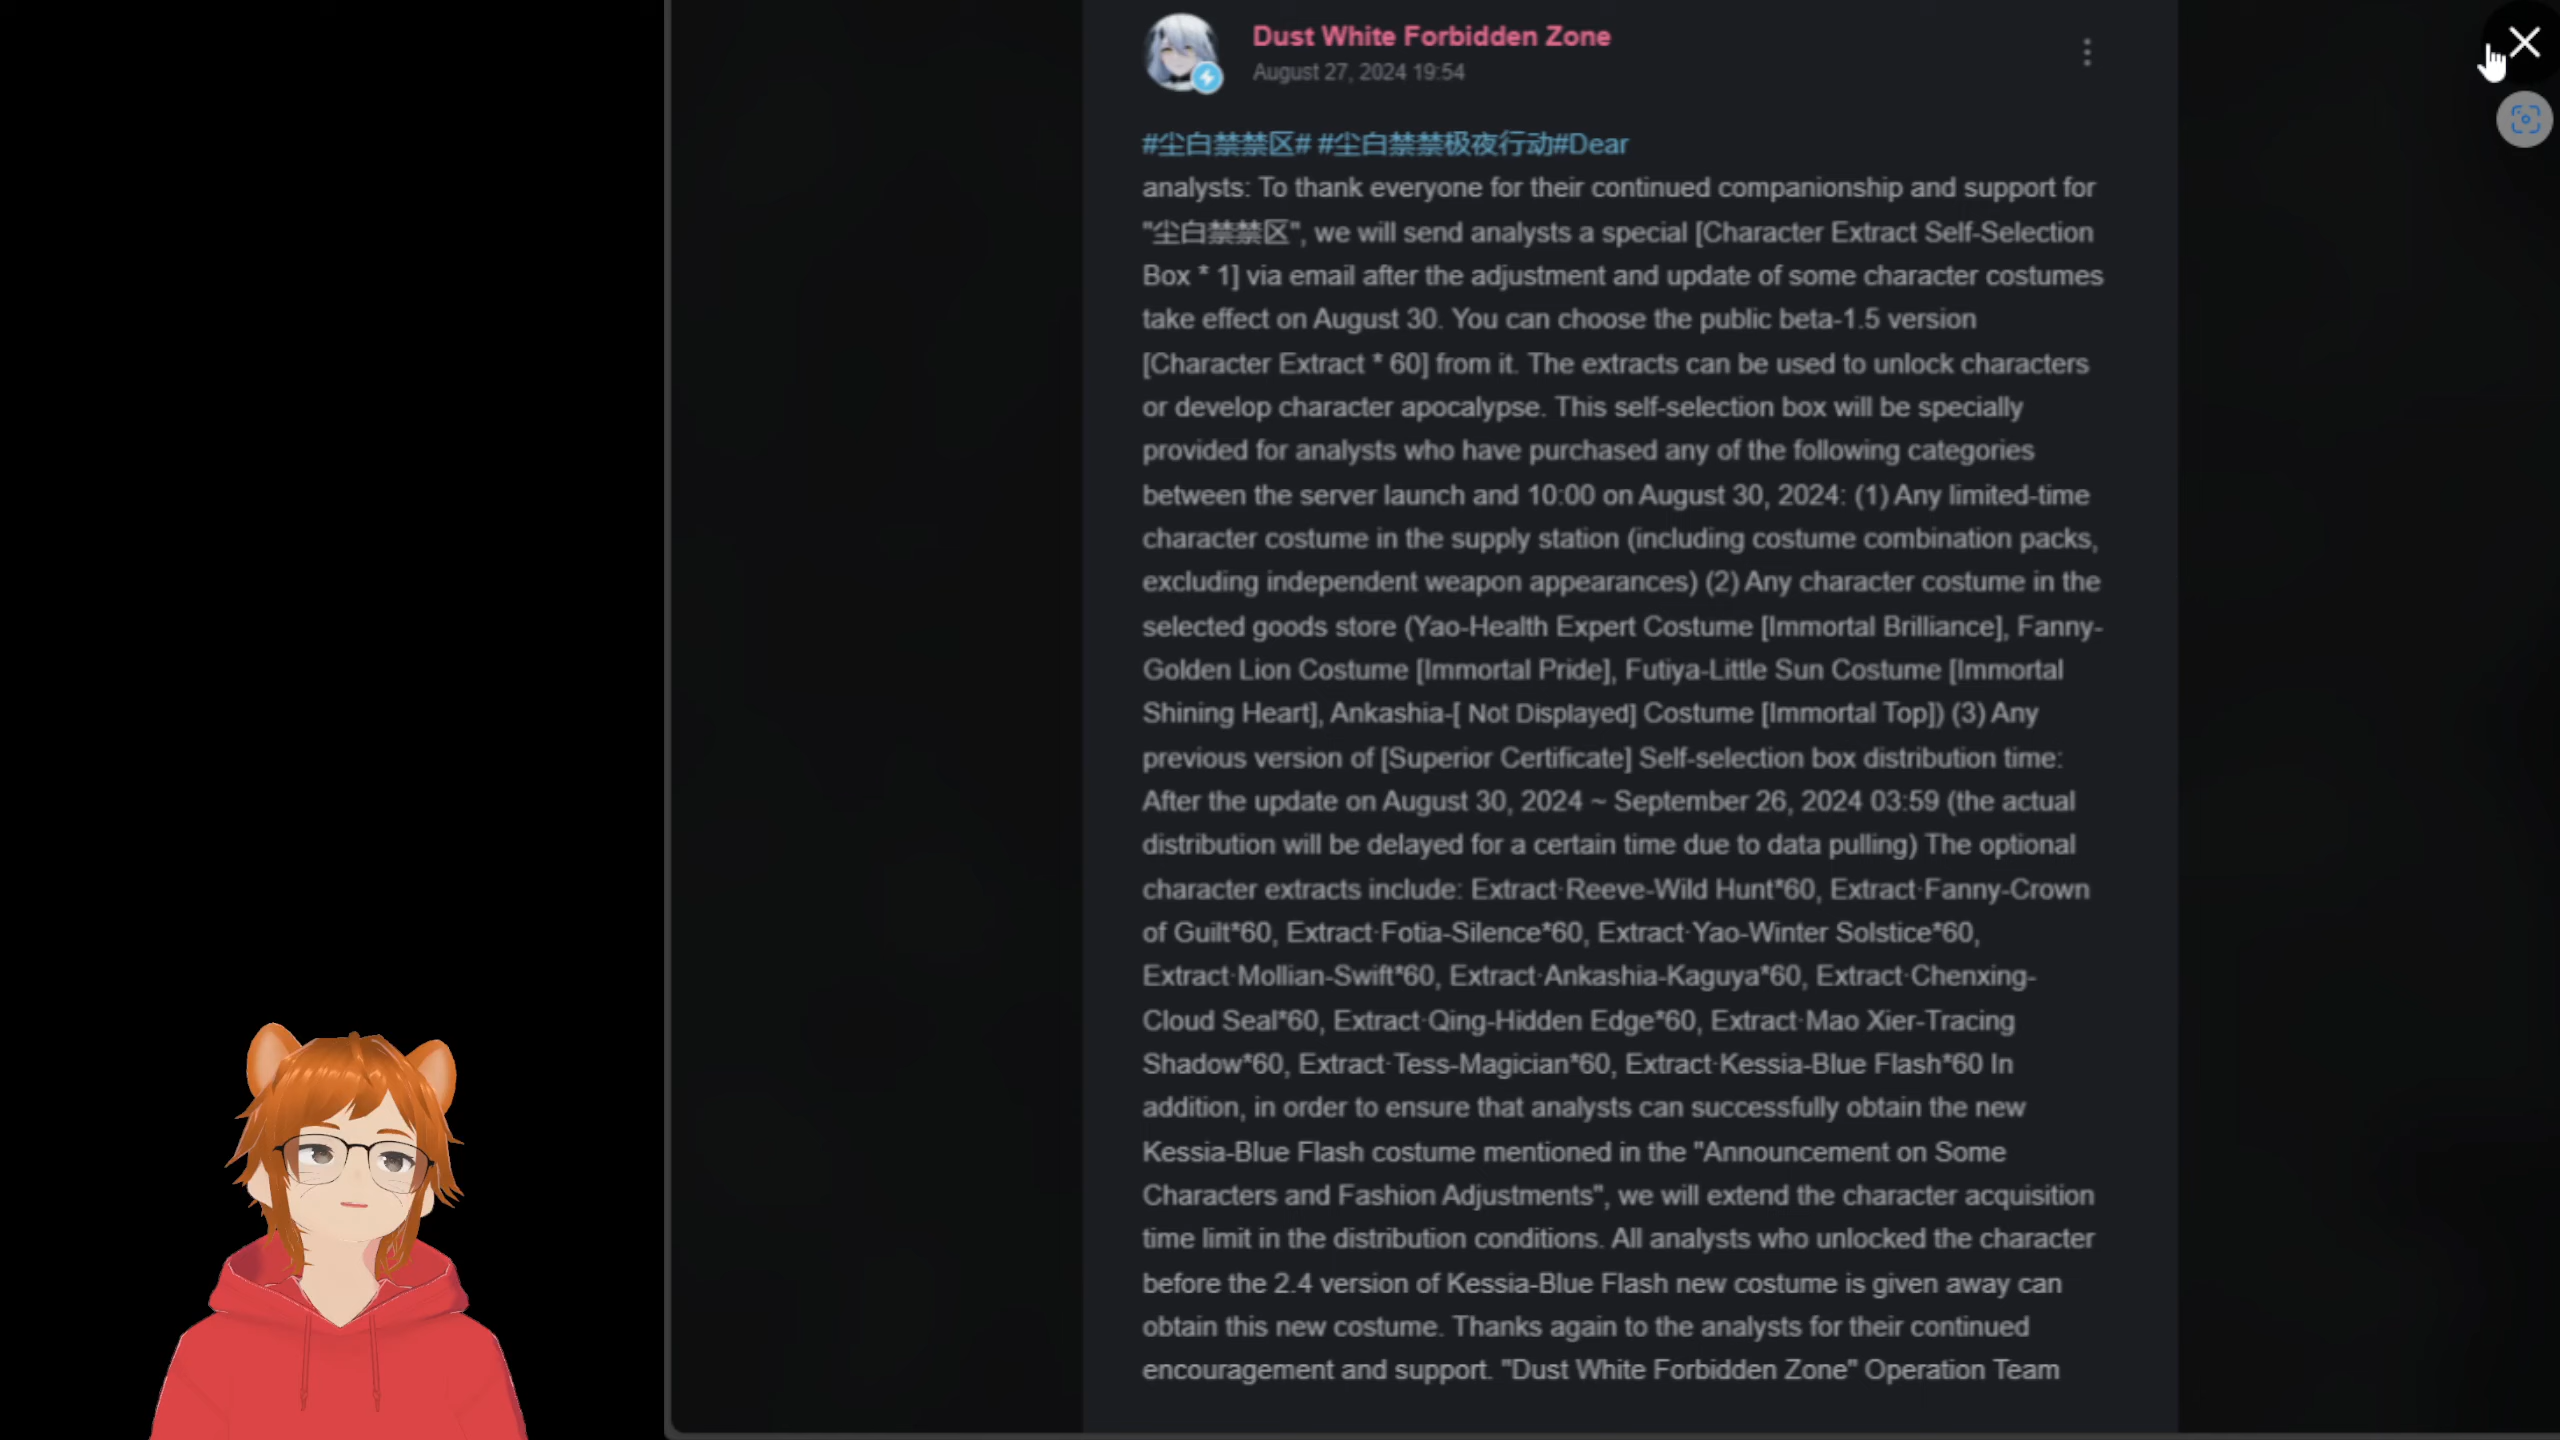 Dust White Forbidden Zone
August 27, 2024 19:54
#尘白禁禁区# #尘白禁禁极夜行动#Dear
analysts: To thank everyone for their continued companionship and support for
"尘白禁禁区", we will send analysts a special [Character Extract Self-Selection
Box * 1] via email after the adjustment and update of some character costumes
take effect on August 30. You can choose the public beta-1.5 version
[Character Extract * 60] from it. The extracts can be used to unlock characters
or develop character apocalypse. This self-selection box will be specially
provided for analysts who have purchased any of the following categories
between the server launch and 10:00 on August 30, 2024: (1) Any limited-time
character costume in the supply station (including costume combination packs,
excluding independent weapon appearances) (2) Any character costume in the
selected goods store (Yao-Health Expert Costume [Immortal Brilliance], Fanny-
Golden Lion Costume [Immortal Pride], Futiya-Little Sun Costume [Immortal
Shining Heart], Ankashia-[ Not Displayed] Costume [Immortal Top]) (3) Any
previous version of [Superior Certificate] Self-selection box distribution time:
After the update on August 30, 2024 ~ September 26, 2024 03:59 (the actual
distribution will be delayed for a certain time due to data pulling) The optional
character extracts include: Extract·Reeve-Wild Hunt*60, Extract·Fanny-Crown
of Guilt*60, Extract·Fotia-Silence*60, Extract·Yao-Winter Solstice*60,
Extract·Mollian-Swift*60, Extract·Ankashia-Kaguya*60, Extract·Chenxing-
Cloud Seal*60, Extract·Qing-Hidden Edge*60, Extract·Mao Xier-Tracing
Shadow*60, Extract·Tess-Magician*60, Extract·Kessia-Blue Flash*60 In
addition, in order to ensure that analysts can successfully obtain the new
Kessia-Blue Flash costume mentioned in the "Announcement on Some
Characters and Fashion Adjustments", we will extend the character acquisition
time limit in the distribution conditions. All analysts who unlocked the character
before the 2.4 version of Kessia-Blue Flash new costume is given away can
obtain this new costume. Thanks again to the analysts for their continued
encouragement and support. "Dust White Forbidden Zone" Operation Team